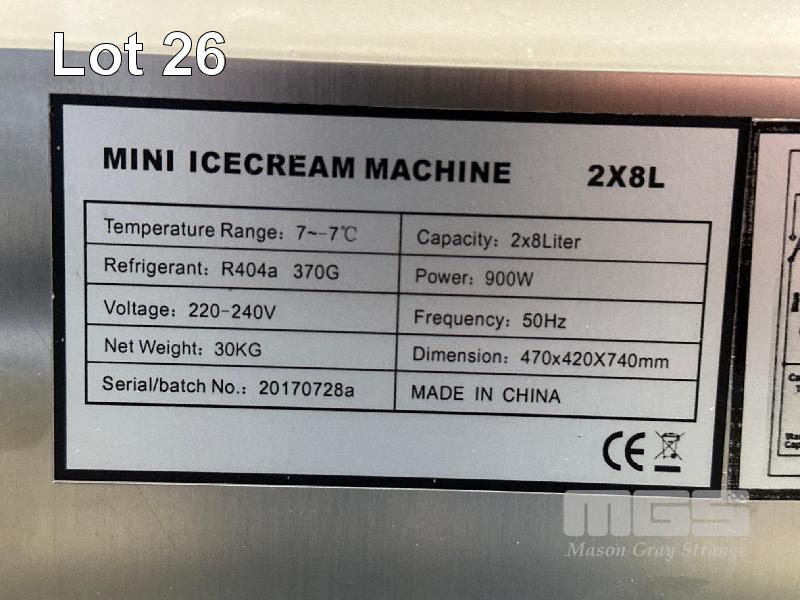 Lot 26
MINI ICECREAM MACHINE 2X8L
Temperature Range: 7~-7℃ Capacity: 2x8Liter
Refrigerant: R404a 370G Power: 900W
Voltage: 220-240V Frequency: 50Hz
Net Weight: 30KG Dimension: 470x420X740mm
Serial/batch No.: 20170728a MADE IN CHINA
CE
MGS
Mason Gray Strange